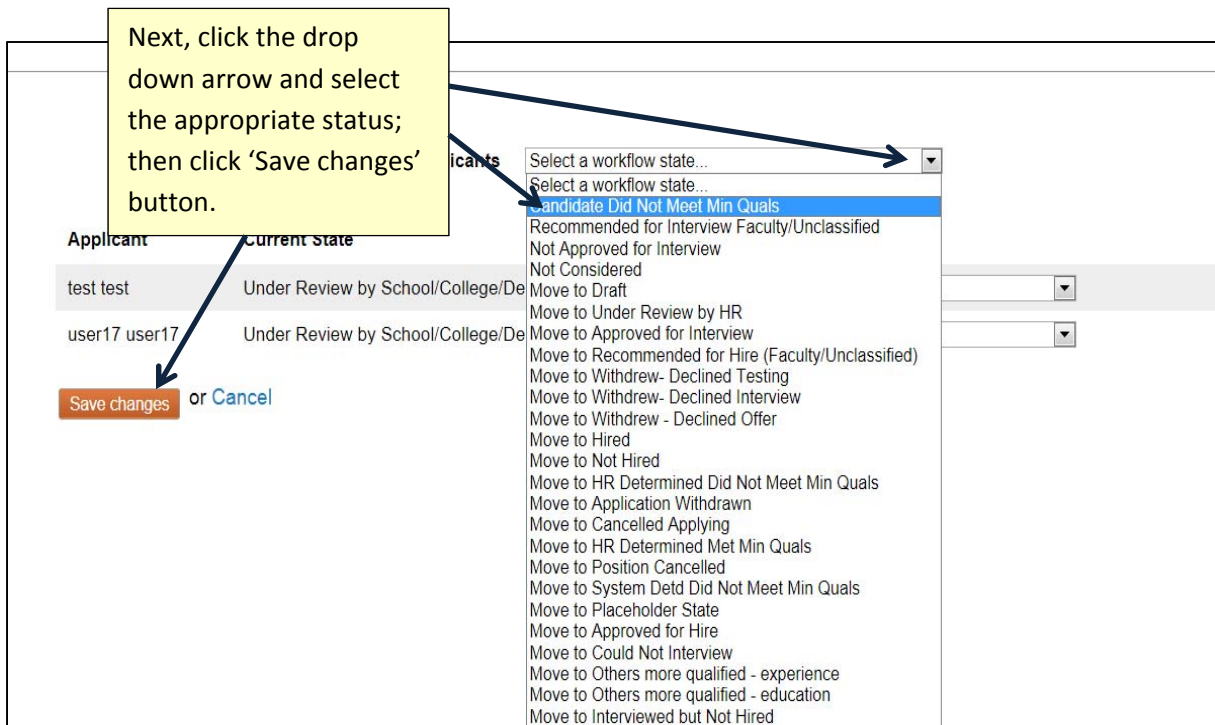 Next, click the drop
down arrow and select
the appropriate status;
then click ‘Save changes’
button.
icants Select a workflow state...
Select a workflow state...
Candidate Did Not Meet Min Quals
Recommended for Interview Faculty/Unclassified
Not Approved for Interview
Not Considered
Move to Draft
Move to Under Review by HR
Move to Approved for Interview
Move to Recommended for Hire (Faculty/Unclassified)
Move to Withdrew- Declined Testing
Move to Withdrew- Declined Interview
Move to Withdrew - Declined Offer
Move to Hired
Move to Not Hired
Move to HR Determined Did Not Meet Min Quals
Move to Application Withdrawn
Move to Cancelled Applying
Move to HR Determined Met Min Quals
Move to Position Cancelled
Move to System Detd Did Not Meet Min Quals
Move to Placeholder State
Move to Approved for Hire
Move to Could Not Interview
Move to Others more qualified - experience
Move to Others more qualified - education
Move to Interviewed but Not Hired
Applicant Current State
test test Under Review by School/College/De
user17 user17 Under Review by School/College/De
Save changes or Cancel